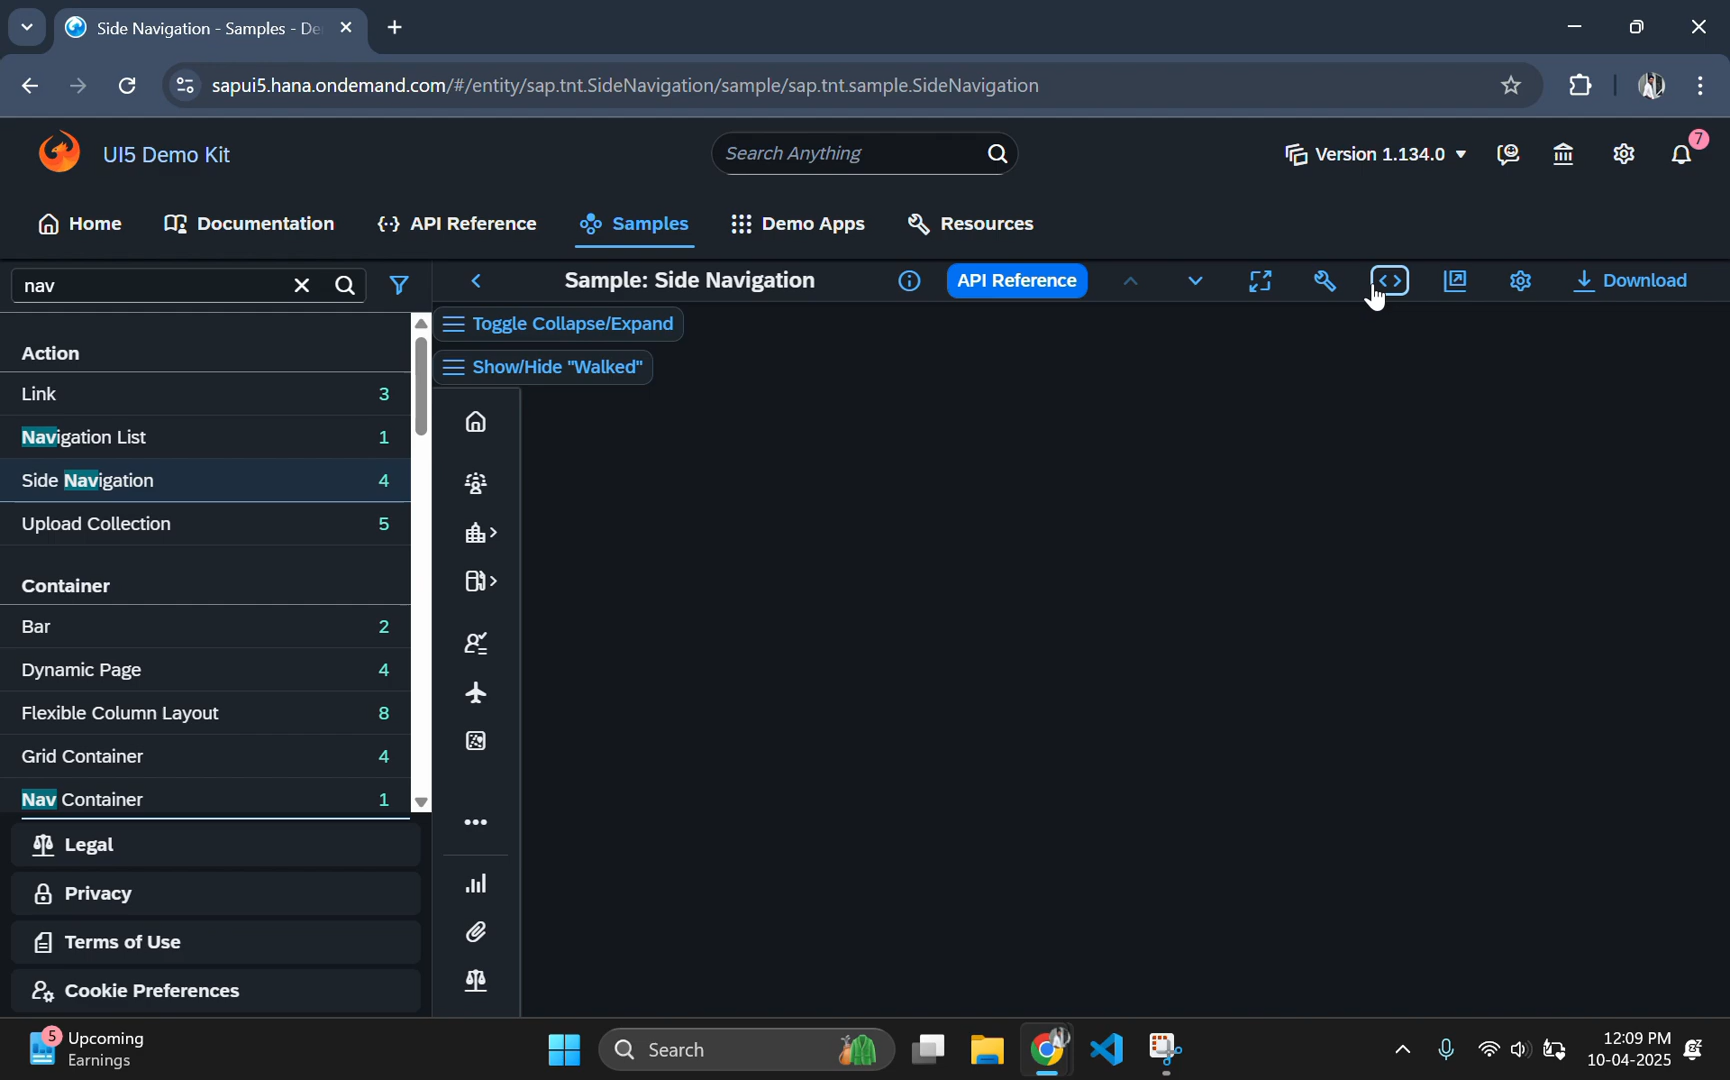 Side Navigation - Samples - De
sapui5.hana.ondemand.com/#/entity/sap.tnt.SideNavigation/sample/sap.tnt.sample.SideNavigation
UI5 Demo Kit
Search Anything
Version 1.134.0
7
Home
Documentation
API Reference
Samples
Demo Apps
Resources
nav
Sample: Side Navigation
API Reference
Download
Toggle Collapse/Expand
Show/Hide "Walked"
Action
Link 3
Navigation List 1
Side Navigation 4
Upload Collection 5
Container
Bar 2
Dynamic Page 4
Flexible Column Layout 8
Grid Container 4
Nav Container 1
Legal
Privacy
Terms of Use
Cookie Preferences
5
Upcoming
Earnings
Search
12:09 PM
10-04-2025